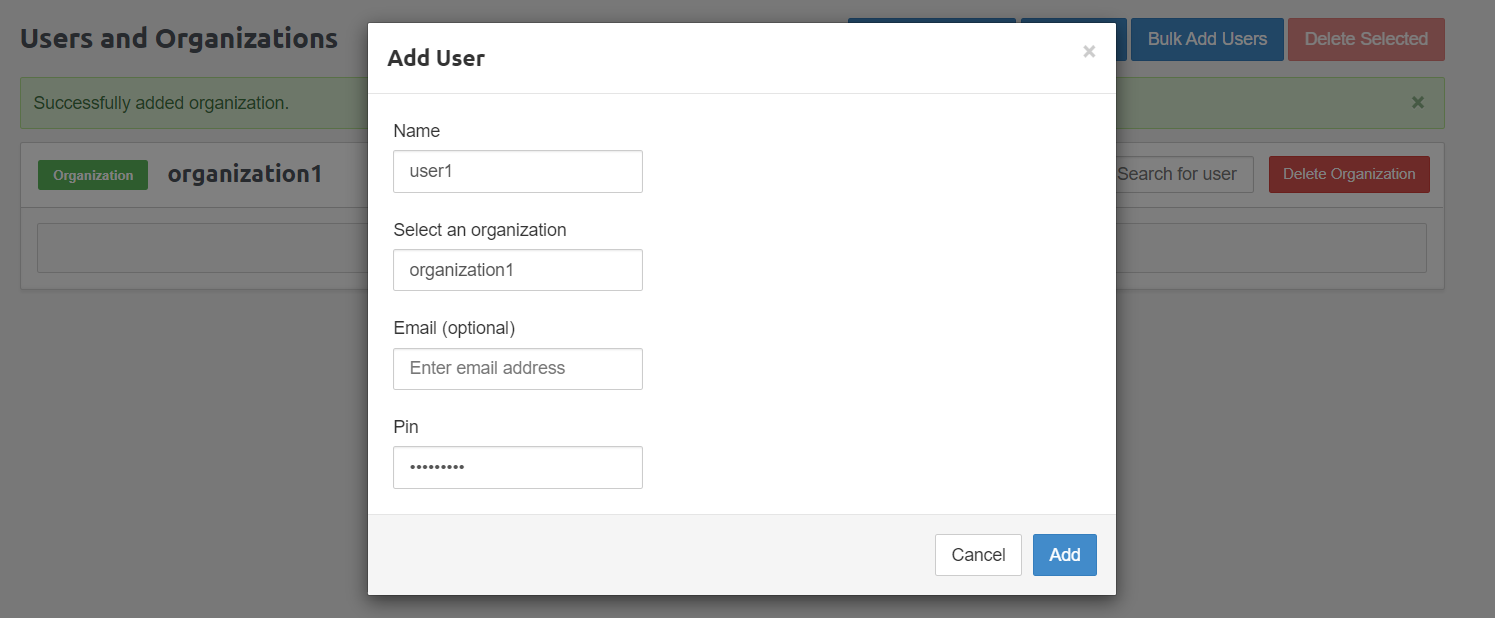 Users and Organizations
Bulk Add Users
Delete Selected
Successfully added organization.
×
Organization
organization1
Search for user
Delete Organization
Add User
×
Name
user1
Select an organization
organization1
Email (optional)
Enter email address
Pin
•••••••••
Cancel
Add